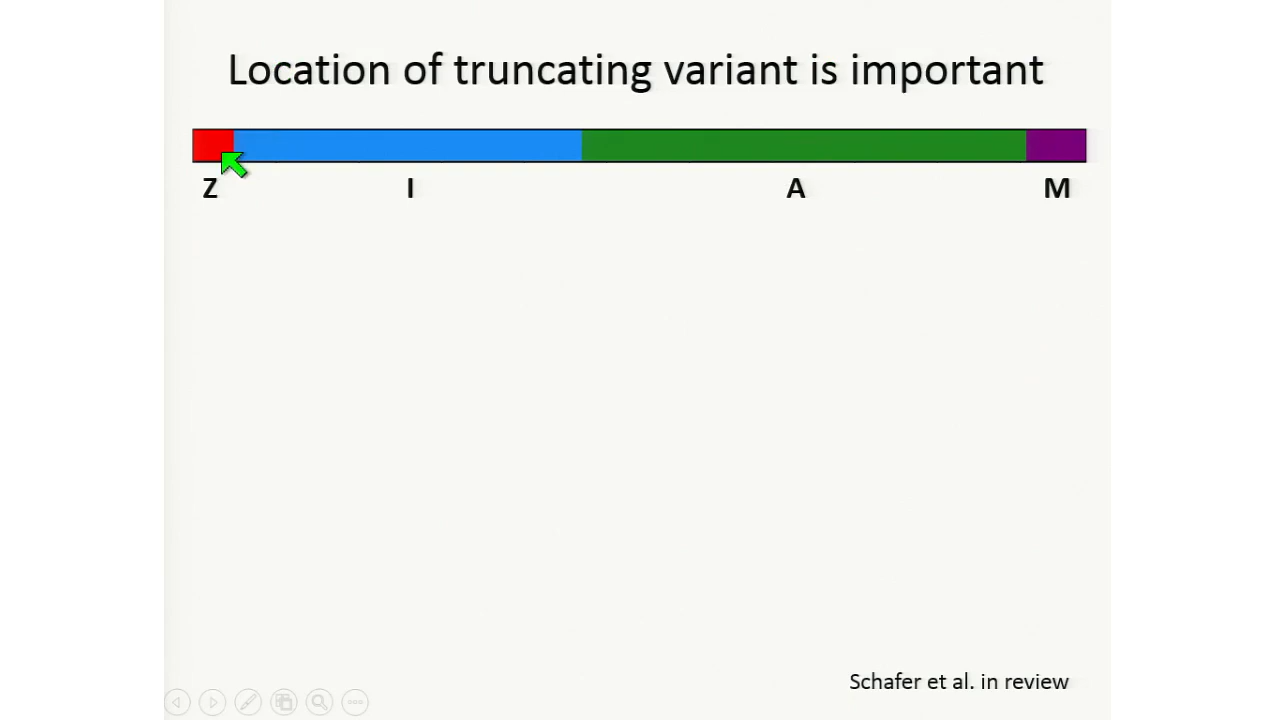 Location of truncating variant is important
Z I A M
Schafer et al. in review